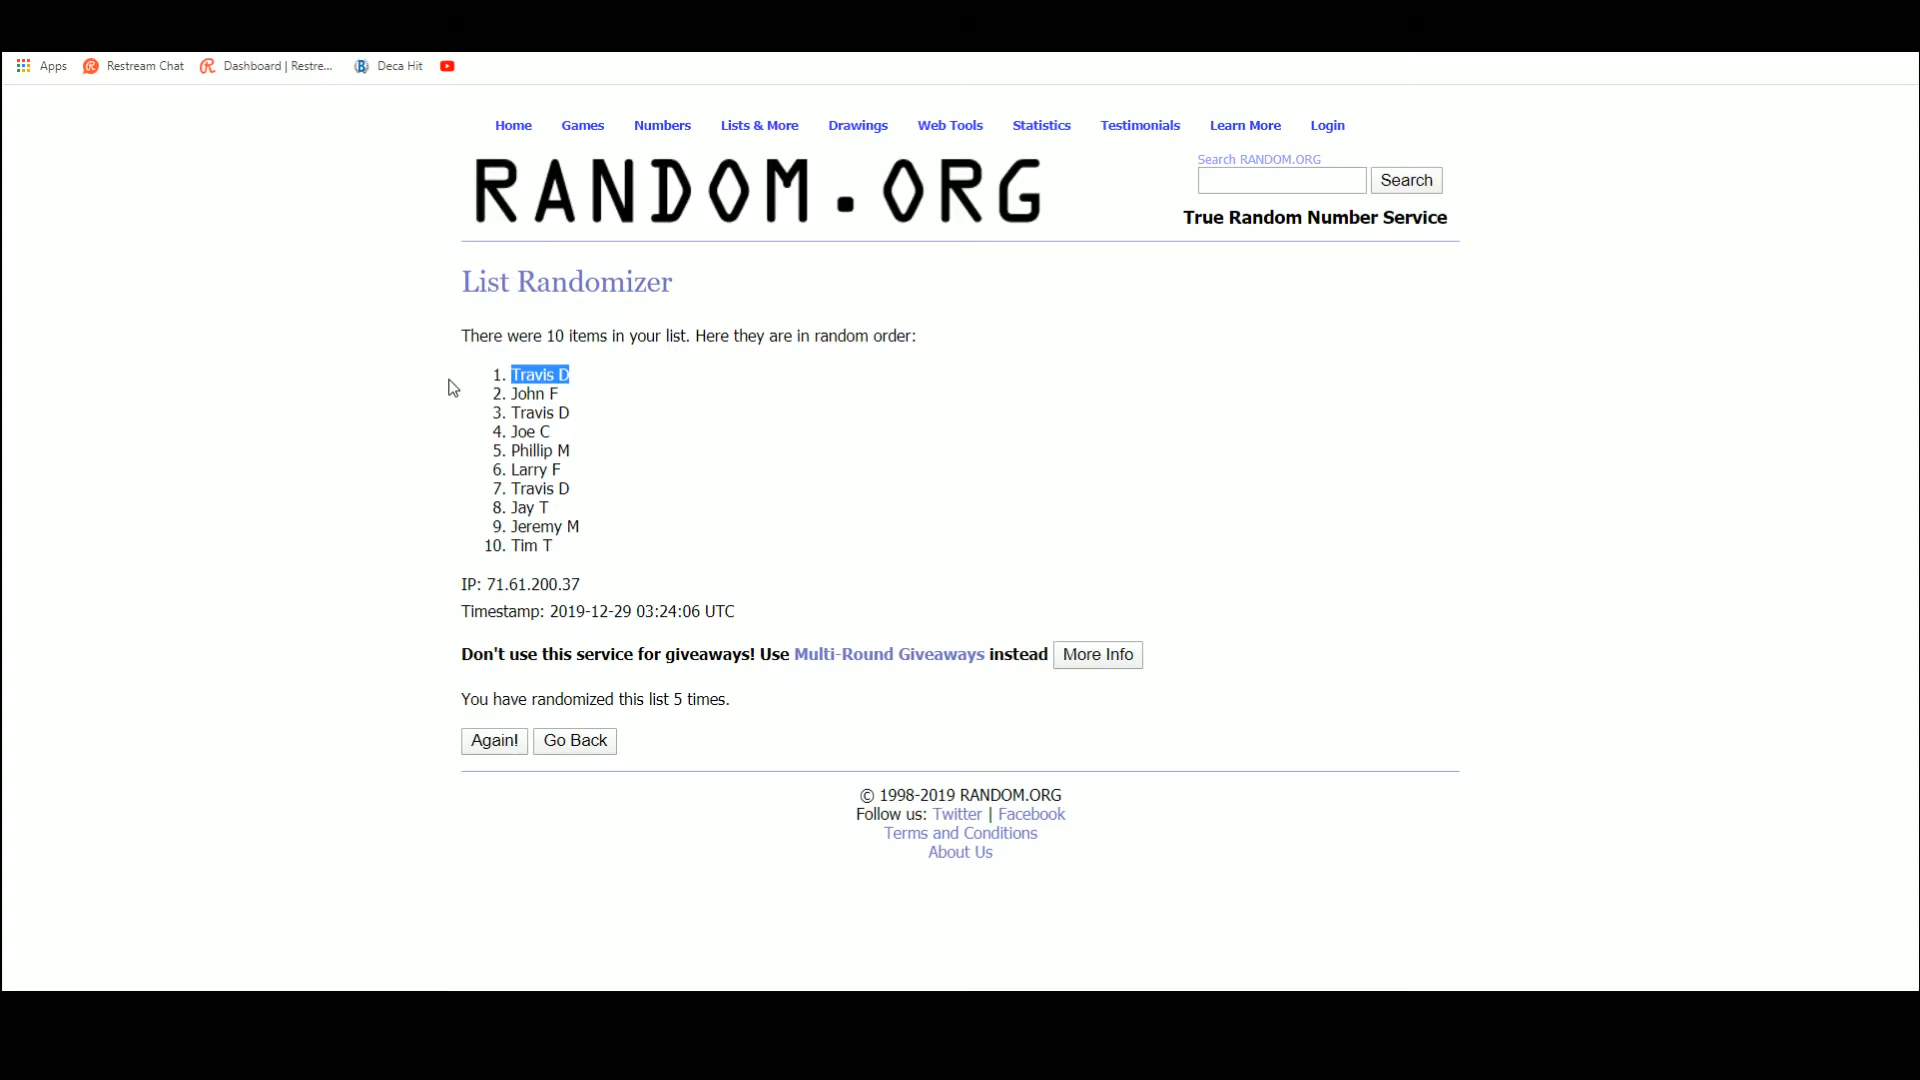 Apps Restream Chat Dashboard | Restre... Deca Hit
Home Games Numbers Lists & More Drawings Web Tools Statistics Testimonials Learn More Login
RANDOM.ORG
Search RANDOM.ORG
Search
True Random Number Service
List Randomizer
There were 10 items in your list. Here they are in random order:
1. Travis D
2. John F
3. Travis D
4. Joe C
5. Phillip M
6. Larry F
7. Travis D
8. Jay T
9. Jeremy M
10. Tim T
IP: 71.61.200.37
Timestamp: 2019-12-29 03:24:06 UTC
Don't use this service for giveaways! Use Multi-Round Giveaways instead More Info
You have randomized this list 5 times.
Again! Go Back
© 1998-2019 RANDOM.ORG
Follow us: Twitter | Facebook
Terms and Conditions
About Us